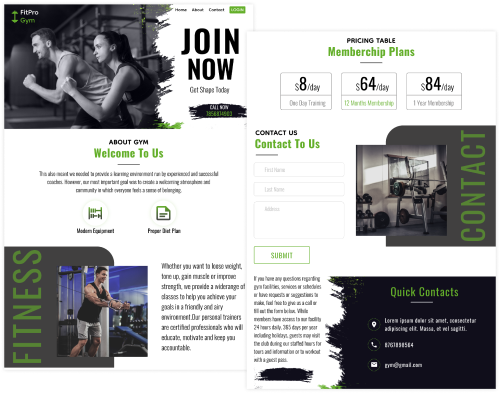 FitPro
Gym
Home About Contact LOGIN
JOIN
NOW
Get Shape Today
CALL NOW
7856874903
ABOUT GYM
Welcome To Us
This also meant we needed to provide a learning environment run by experienced and successful
coaches. However, our most important goal was to create a welcoming atmosphere and
community in which everyone feels a sense of belonging.
Modern Equipment
Proper Diet Plan
FITNESS
Whether you want to loose weight,
tone up, gain muscle or improve
strength, we provide a widerange of
classes to help you achieve your
goals in a friendly and airy
environment.Our personal trainers
are certified professionals who will
educate, motivate and keep you
accountable.
PRICING TABLE
Membership Plans
$8/day
One Day Training
$64/day
12 Months Membership
$84/day
1 Year Membership
CONTACT US
Contact To Us
First Name
Last Name
Address
SUBMIT
CONTACT
If you have any questions regarding
gym facilities, services or schedules
or have requests or suggestions to
make, feel free to give us a call or
fill out the form below. While
members have access to our facility
24 hours daily, 365 days per year
including holidays, guests may visit
the club during our staffed hours for
tours and information or to workout
with a guest pass.
Quick Contacts
Lorem ipsum dolor sit amet, consectetur
adipiscing elit. Massa, et vel sagitti.
8767898564
gym@gmail.com